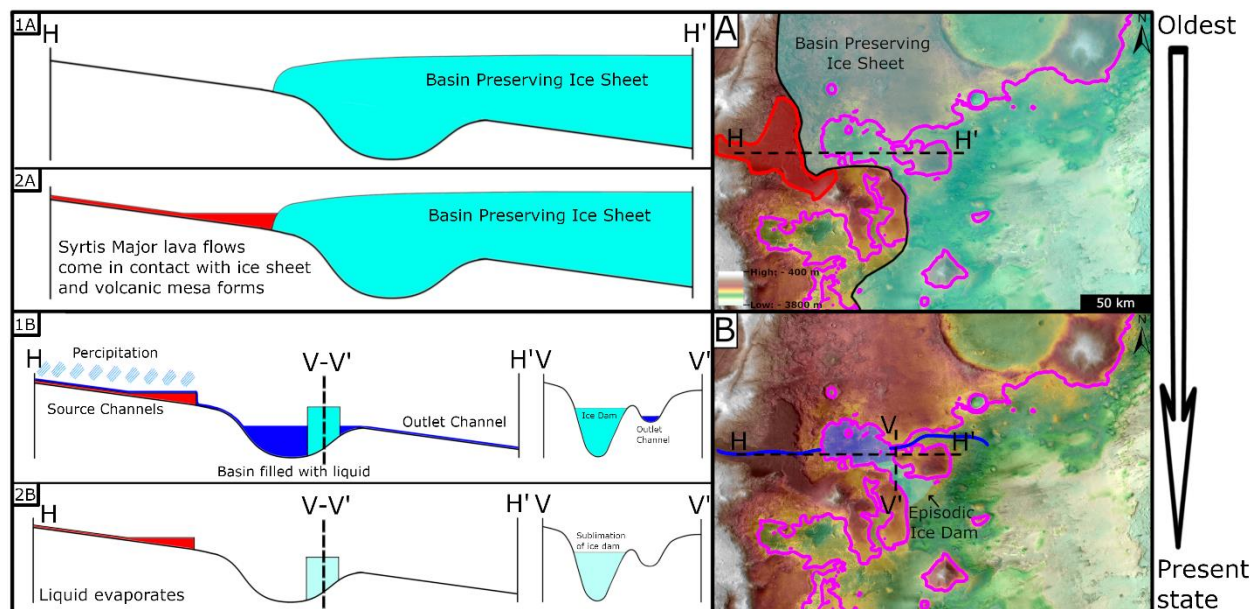 1A
H
H'
Basin Preserving Ice Sheet
2A
Basin Preserving Ice Sheet
Syrtis Major lava flows
come in contact with ice sheet
and volcanic mesa forms
1B
Percipitation
H
V-V'
H'
V
V'
Source Channels
Outlet Channel
Basin filled with liquid
Ice Dam
Outlet
Channel
2B
H
V-V'
H'
V
V'
Liquid evaporates
Sublimation
of ice dam
A
Basin Preserving
Ice Sheet
N
H
H'
High: - 400 m
Low: - 3800 m
50 km
B
N
V
H
H'
V'
Episodic
Ice Dam
Oldest
Present
state